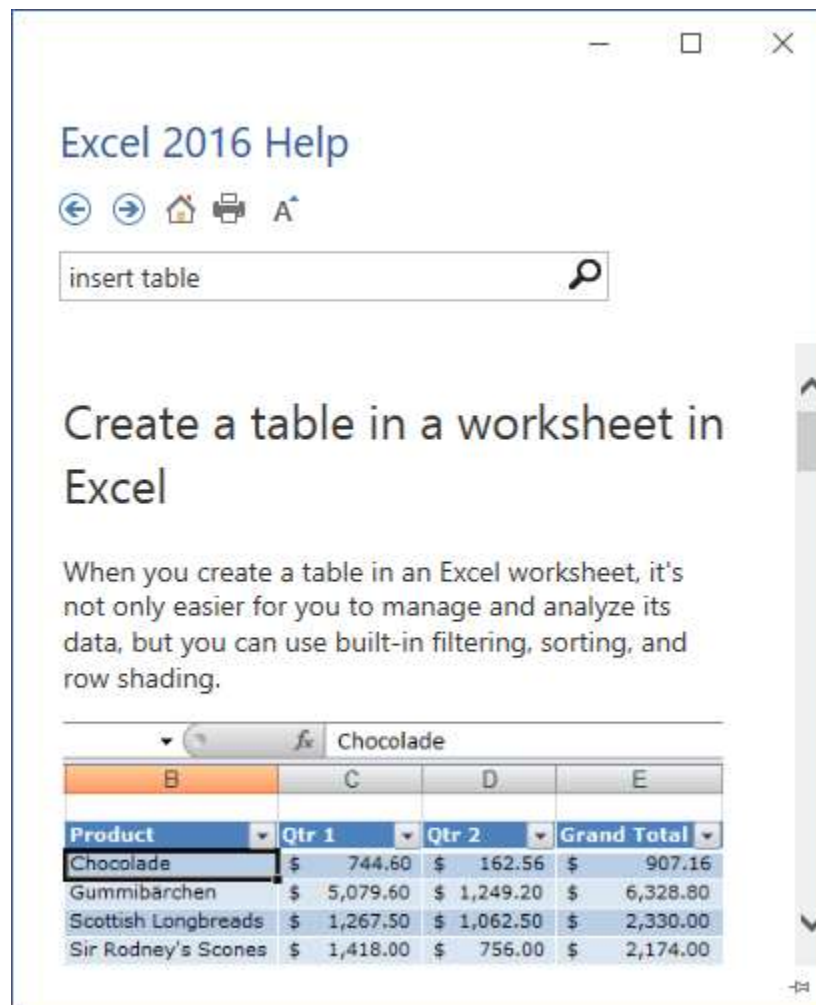 Excel 2016 Help
A
insert table
Create a table in a worksheet in
Excel
When you create a table in an Excel worksheet, it's
not only easier for you to manage and analyze its
data, but you can use built-in filtering, sorting, and
row shading.
fx Chocolade
B C D E
Product Qtr 1 Qtr 2 Grand Total
Chocolade $ 744.60 $ 162.56 $ 907.16
Gummibärchen $ 5,079.60 $ 1,249.20 $ 6,328.80
Scottish Longbreads $ 1,267.50 $ 1,062.50 $ 2,330.00
Sir Rodney's Scones $ 1,418.00 $ 756.00 $ 2,174.00